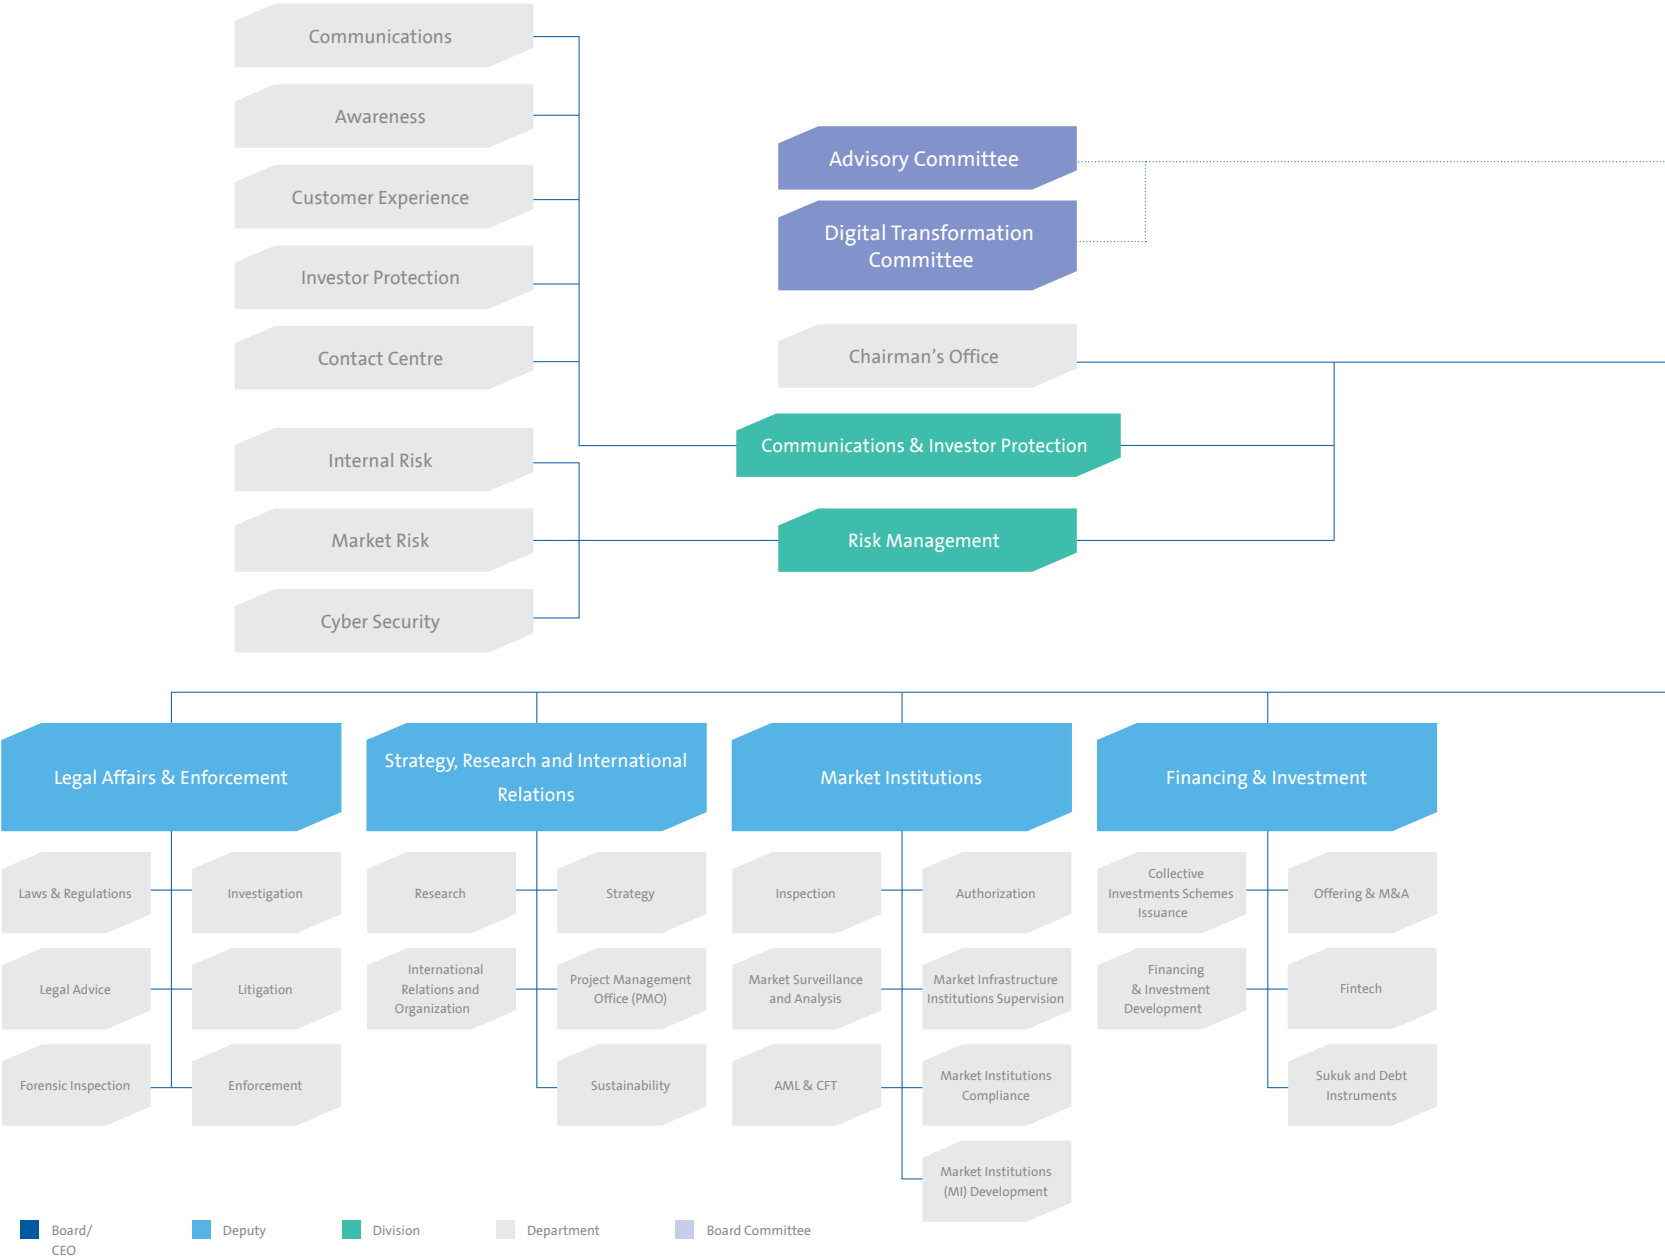 Communications
Awareness
Customer Experience
Investor Protection
Contact Centre
Internal Risk
Market Risk
Cyber Security
Advisory Committee
Digital Transformation
Committee
Chairman’s Office
Communications & Investor Protection
Risk Management
Legal Affairs & Enforcement
Laws & Regulations
Investigation
Legal Advice
Litigation
Forensic Inspection
Enforcement
Strategy, Research and International
Relations
Research
Strategy
International
Relations and
Organization
Project Management
Office (PMO)
Sustainability
Market Institutions
Inspection
Authorization
Market Surveillance
and Analysis
Market Infrastructure
Institutions Supervision
AML & CFT
Market Institutions
Compliance
Market Institutions
(MI) Development
Financing & Investment
Collective
Investments Schemes
Issuance
Offering & M&A
Financing
& Investment
Development
Fintech
Sukuk and Debt
Instruments
Board/
CEO
Deputy
Division
Department
Board Committee